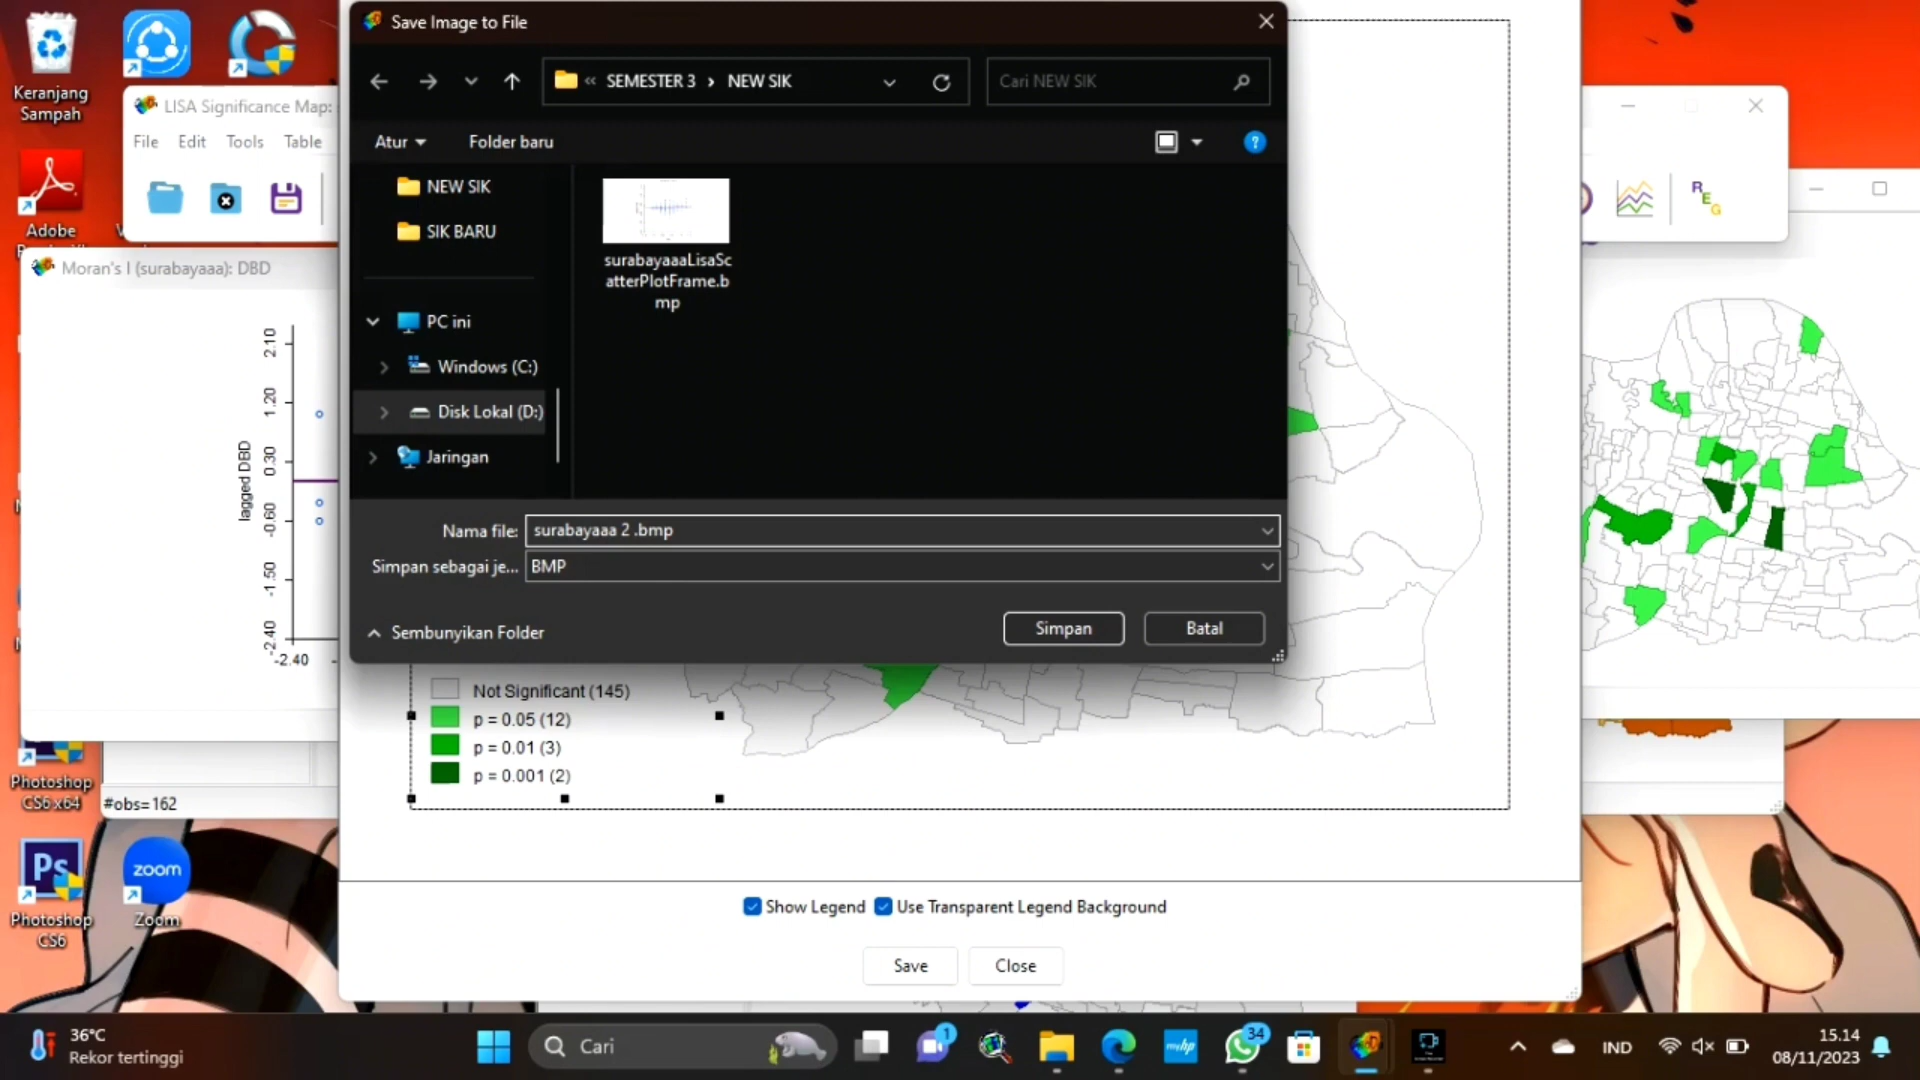 Save Image to File
SEMESTER 3
NEW SIK
Cari NEW SIK
Atur
Folder baru
NEW SIK
SIK BARU
PC ini
Windows (C:)
Disk Lokal (D:)
Jaringan
surabayaaaLisaSc
atterPlotFrame.b
mp
Nama file:
surabayaaa 2 .bmp
Simpan sebagai je...
BMP
Sembunyikan Folder
Simpan
Batal
Keranjang
Sampah
Adobe
LISA Significance Map:
File
Edit
Tools
Table
REG
Moran's I (surabayaaa): DBD
lagged DBD
2.10
1.20
0.30
-0.60
-1.50
-2.40
-2.40
Not Significant (145)
p = 0.05 (12)
p = 0.01 (3)
p = 0.001 (2)
#obs=162
Photoshop
CS6 x64
Ps
Photoshop
CS6
zoom
Zoom
Show Legend
Use Transparent Legend Background
Save
Close
36°C
Rekor tertinggi
Cari
1
myhp
34
IND
15.14
08/11/2023